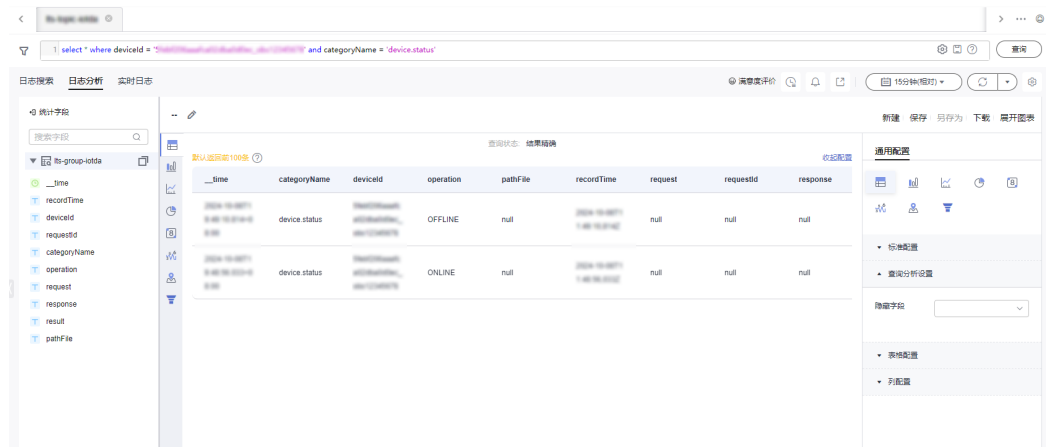 1 select * where deviceId = ' ' and categoryName = 'device.status'
查询
日志搜索 日志分析 实时日志
满意度评价
15分钟(相对)
统计字段
搜索字段
lts-group-iotda
__time
recordTime
deviceId
requestId
categoryName
operation
request
response
result
pathFile
--
新建 保存 另存为 下载 展开图表
查询状态: 结果精确
默认返回前100条
收起配置
__time categoryName deviceId operation pathFile recordTime request requestId response
device.status OFFLINE null null null null
device.status ONLINE null null null null
通用配置
标准配置
查询分析设置
隐藏字段
表格配置
列配置